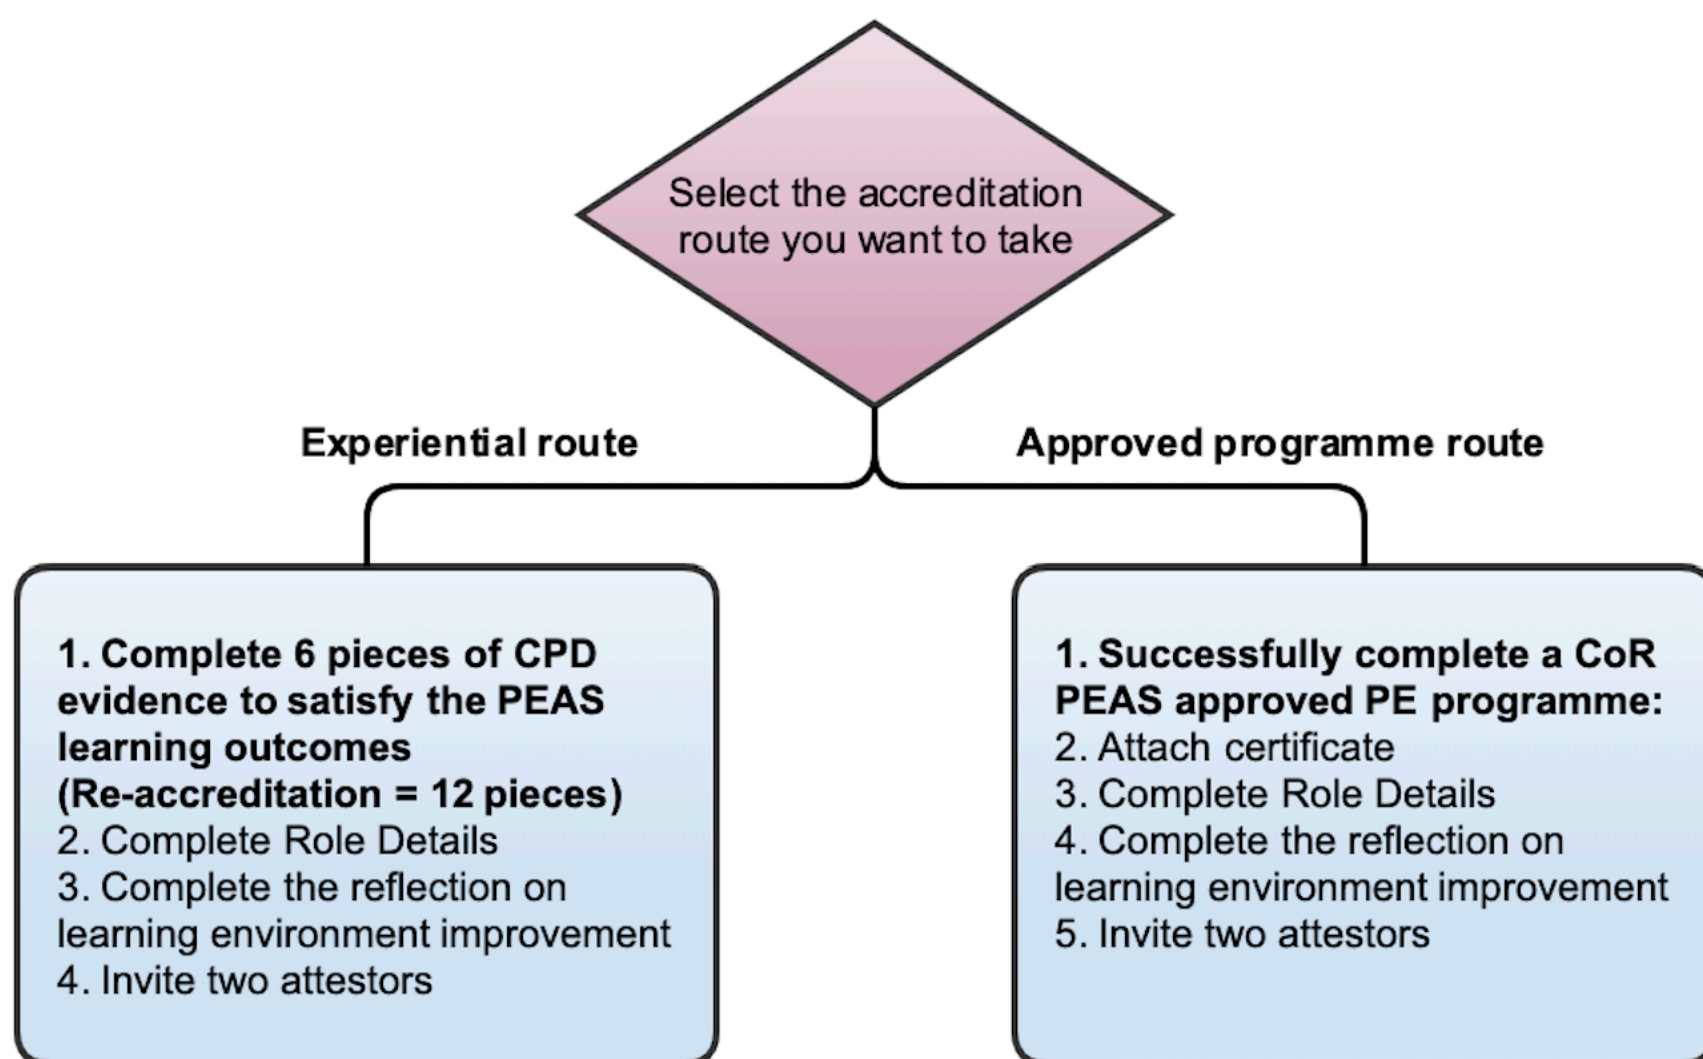 Select the accreditation
route you want to take
Experiential route
Approved programme route
1. Complete 6 pieces of CPD
evidence to satisfy the PEAS
learning outcomes
(Re-accreditation = 12 pieces)
2. Complete Role Details
3. Complete the reflection on
learning environment improvement
4. Invite two attestors
1. Successfully complete a CoR
PEAS approved PE programme:
2. Attach certificate
3. Complete Role Details
4. Complete the reflection on
learning environment improvement
5. Invite two attestors